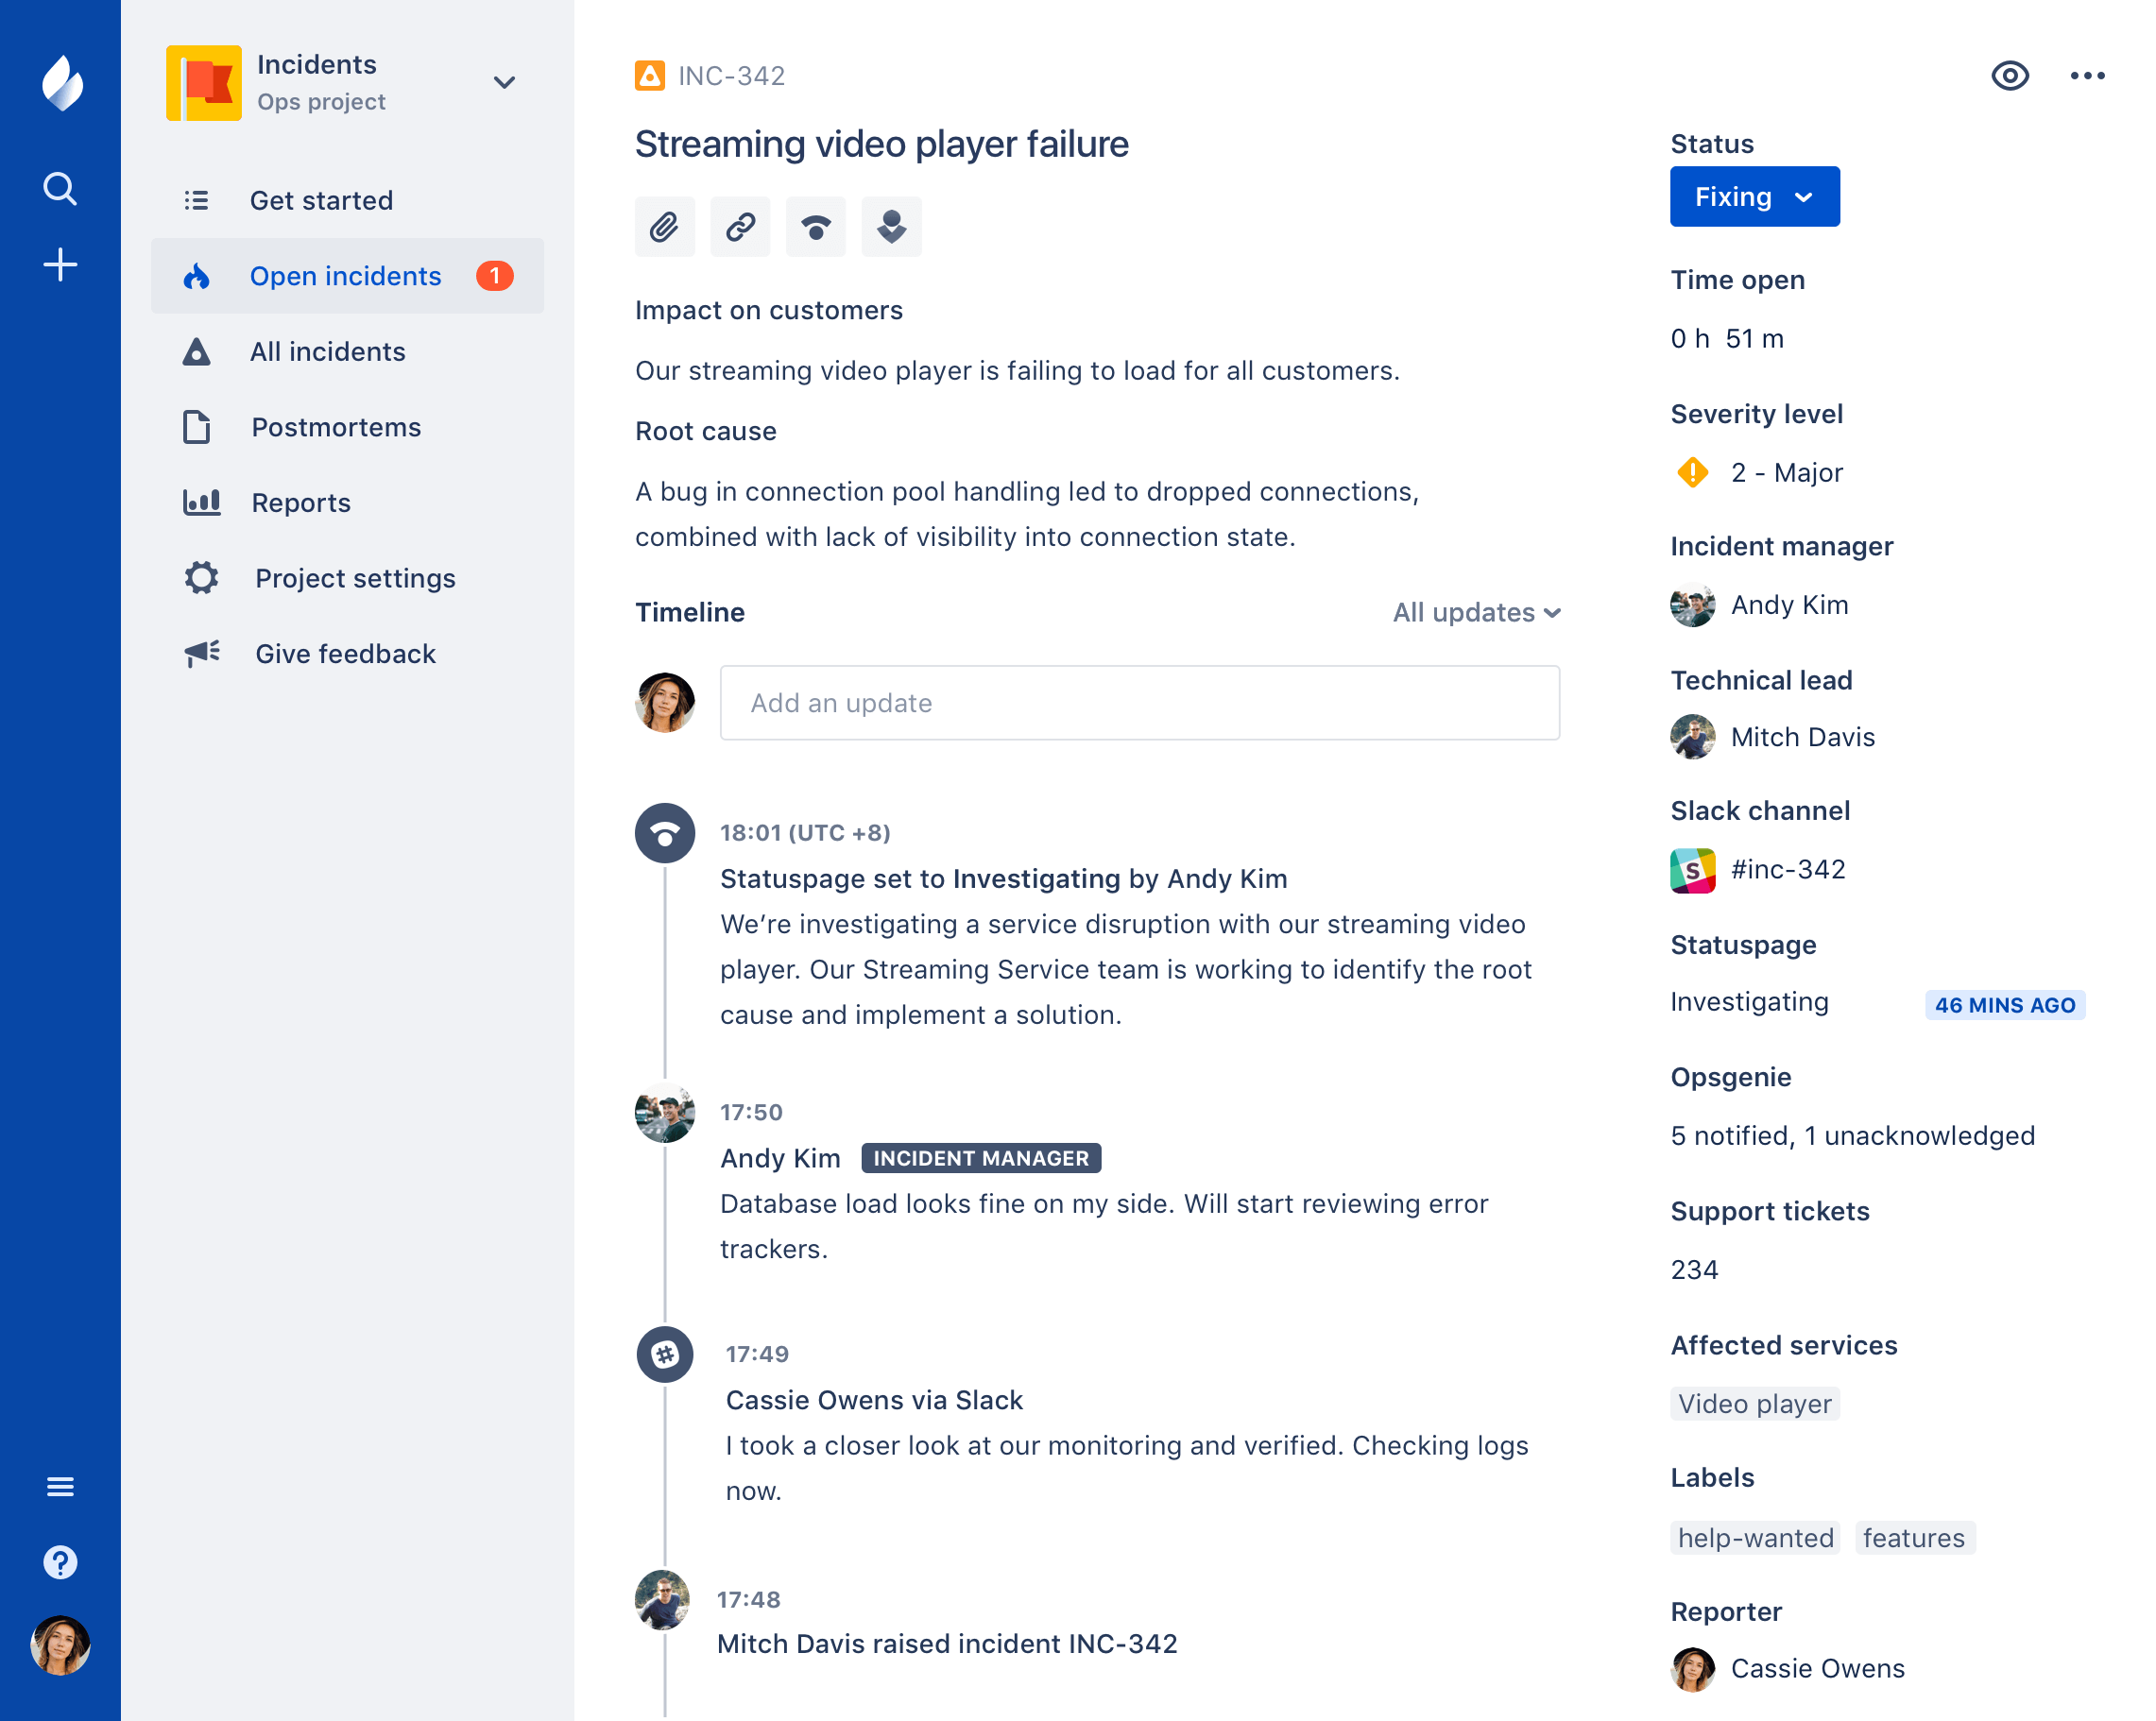 Incidents
Ops project
Get started
Open incidents 1
All incidents
Postmortems
Reports
Project settings
Give feedback
INC-342
Streaming video player failure
Impact on customers
Our streaming video player is failing to load for all customers.
Root cause
A bug in connection pool handling led to dropped connections,
combined with lack of visibility into connection state.
Timeline
All updates
Add an update
18:01 (UTC +8)
Statuspage set to Investigating by Andy Kim
We’re investigating a service disruption with our streaming video
player. Our Streaming Service team is working to identify the root
cause and implement a solution.
17:50
Andy Kim INCIDENT MANAGER
Database load looks fine on my side. Will start reviewing error
trackers.
17:49
Cassie Owens via Slack
I took a closer look at our monitoring and verified. Checking logs
now.
17:48
Mitch Davis raised incident INC-342
Status
Fixing
Time open
0 h 51 m
Severity level
2 - Major
Incident manager
Andy Kim
Technical lead
Mitch Davis
Slack channel
S #inc-342
Statuspage
Investigating 46 MINS AGO
Opsgenie
5 notified, 1 unacknowledged
Support tickets
234
Affected services
Video player
Labels
help-wanted features
Reporter
Cassie Owens